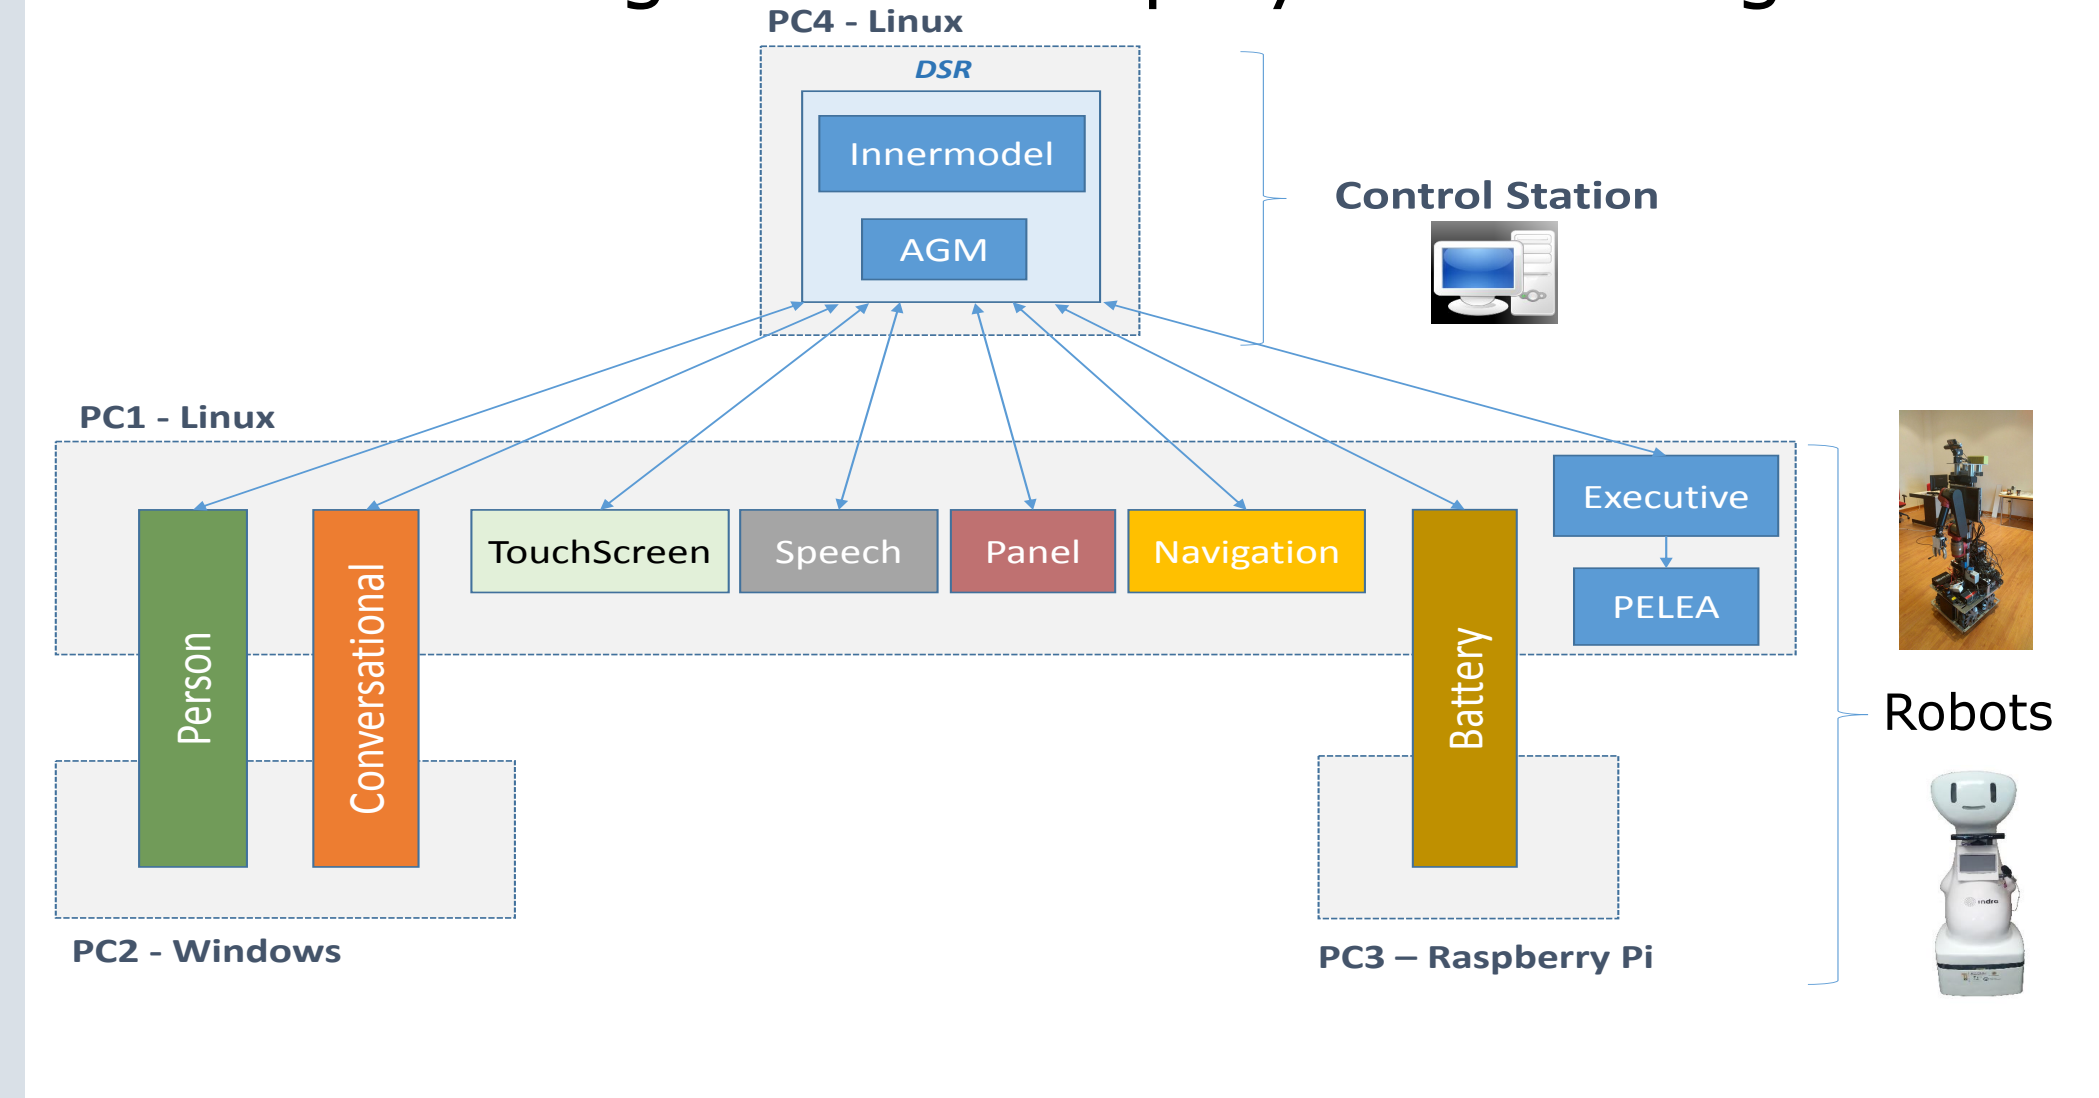 PC4 - Linux
DSR
Innermodel
AGM
Control Station
PC1 - Linux
Executive
TouchScreen
Speech
Panel
Navigation
PELEA
Person
Conversational
Battery
Robots
indra
PC2 - Windows
PC3 – Raspberry Pi